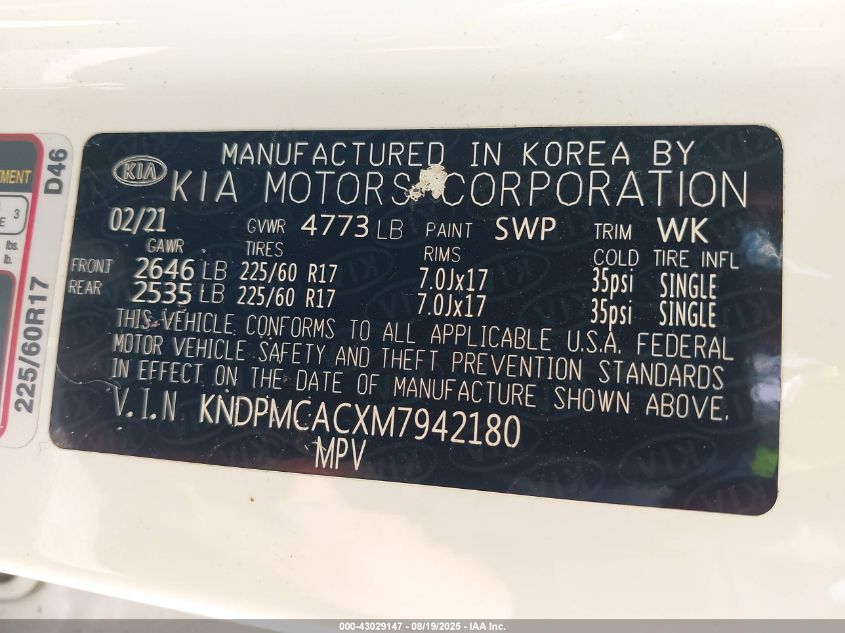 KIA
MANUFACTURED IN KOREA BY
KIA MOTORS CORPORATION
02/21 GVWR 4773 LB PAINT SWP TRIM WK
GAWR TIRES RIMS COLD TIRE INFL
FRONT 2646 LB 225/60 R17 7.0Jx17 35psi SINGLE
REAR 2535 LB 225/60 R17 7.0Jx17 35psi SINGLE
THIS VEHICLE CONFORMS TO ALL APPLICABLE U.S.A. FEDERAL
MOTOR VEHICLE SAFETY AND THEFT PREVENTION STANDARDS
IN EFFECT ON THE DATE OF MANUFACTURE SHOWN ABOVE.
V.I.N KNDPMCACXM7942180
MPV
D46
225/60R17
3
lbs.
lb.
000-43029147 - 08/19/2025 - IAA Inc.